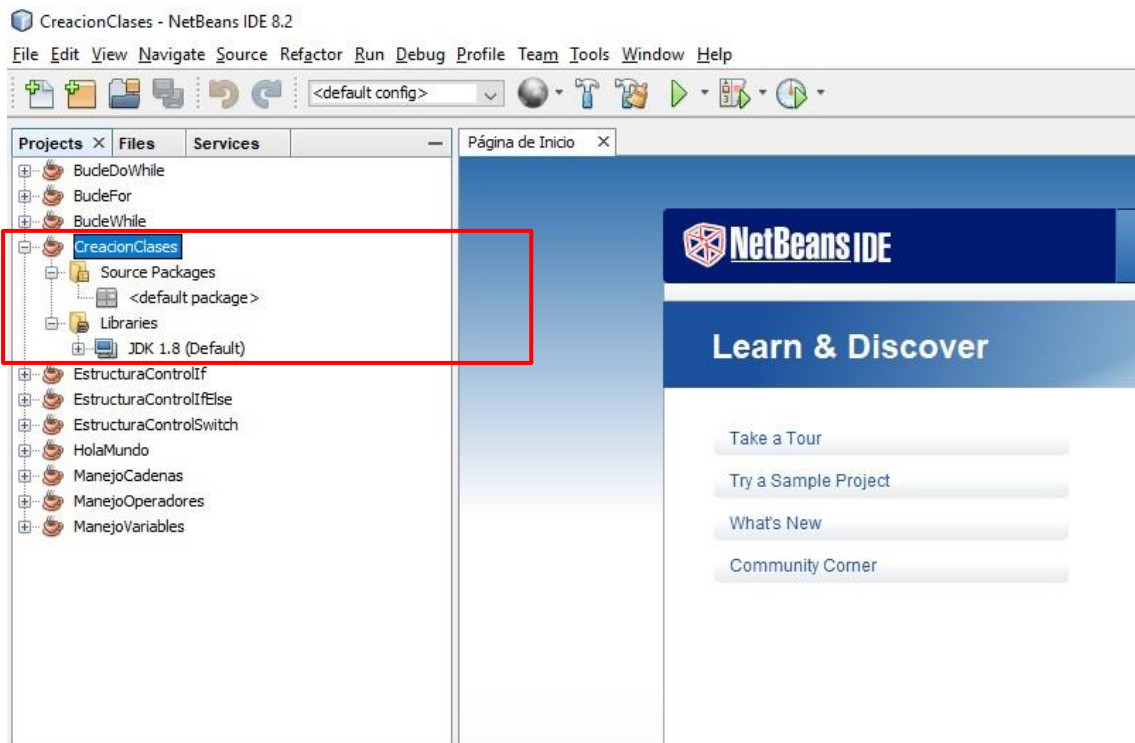 CreacionClases - NetBeans IDE 8.2
File Edit View Navigate Source Refactor Run Debug Profile Team Tools Window Help
<default config>
Projects Files Services
Página de Inicio
BucleDoWhile
BucleFor
BucleWhile
CreacionClases
Source Packages
<default package>
Libraries
JDK 1.8 (Default)
EstructuraControlIf
EstructuraControlIfElse
EstructuraControlSwitch
HolaMundo
ManejoCadenas
ManejoOperadores
ManejoVariables
NetBeans IDE
Learn & Discover
Take a Tour
Try a Sample Project
What's New
Community Corner